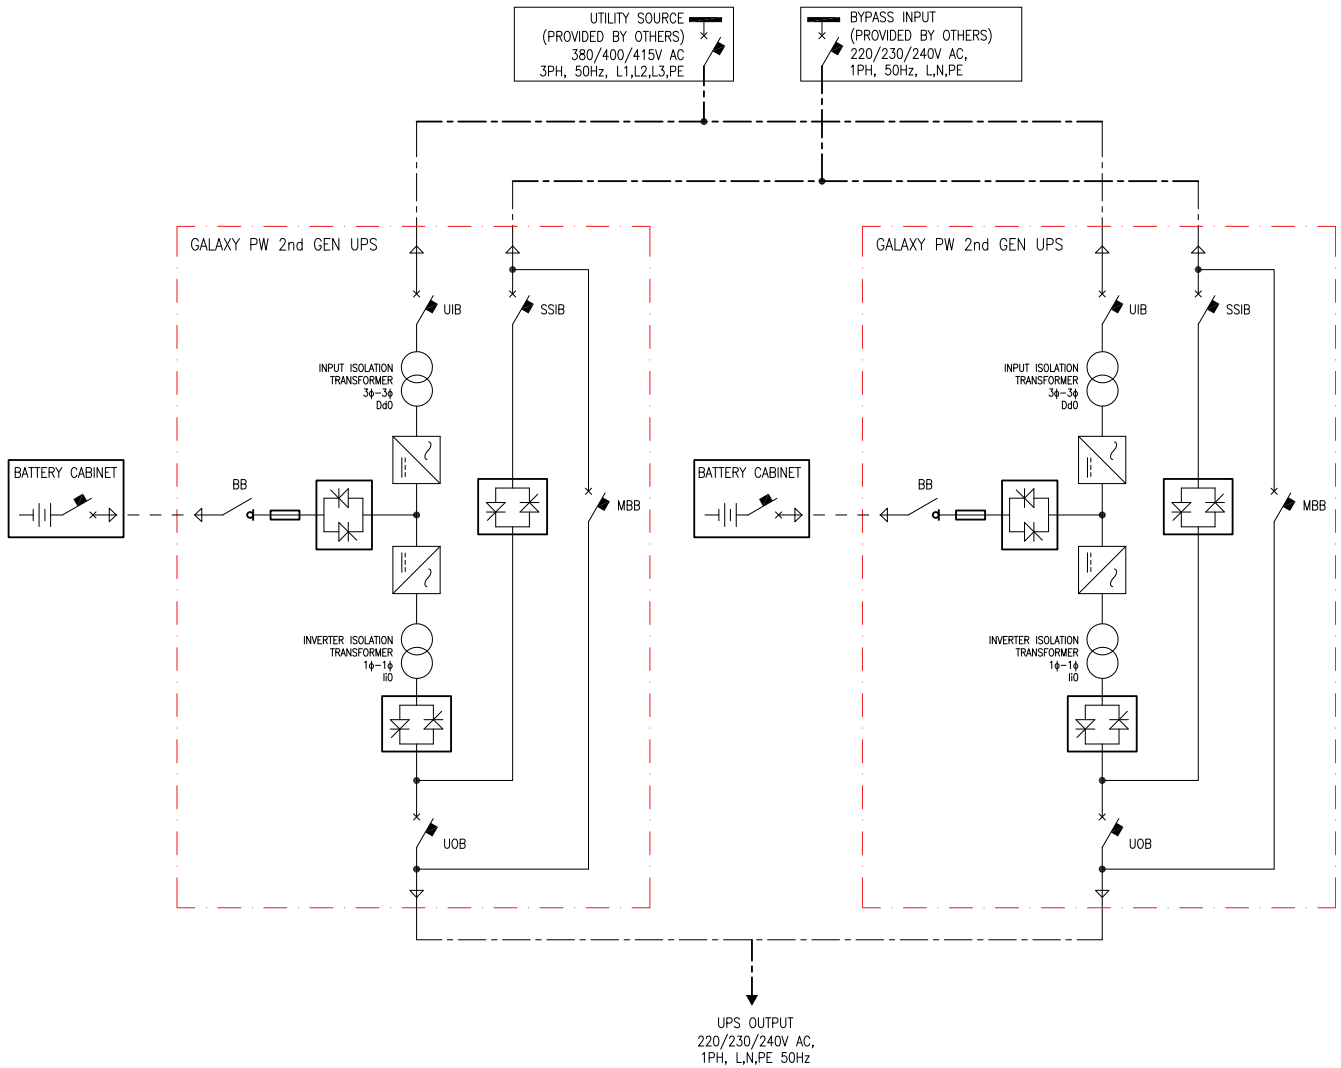 UTILITY SOURCE
(PROVIDED BY OTHERS)
380/400/415V AC
3PH, 50Hz, L1,L2,L3,PE
BYPASS INPUT
(PROVIDED BY OTHERS)
220/230/240V AC,
1PH, 50Hz, L,N,PE
GALAXY PW 2nd GEN UPS
UIB
SSIB
INPUT ISOLATION
TRANSFORMER
3ϕ-3ϕ
Dd0
BATTERY CABINET
BB
MBB
INVERTER ISOLATION
TRANSFORMER
1ϕ-1ϕ
Ii0
UOB
GALAXY PW 2nd GEN UPS
UIB
SSIB
INPUT ISOLATION
TRANSFORMER
3ϕ-3ϕ
Dd0
BATTERY CABINET
BB
MBB
INVERTER ISOLATION
TRANSFORMER
1ϕ-1ϕ
Ii0
UOB
UPS OUTPUT
220/230/240V AC,
1PH, L,N,PE 50Hz